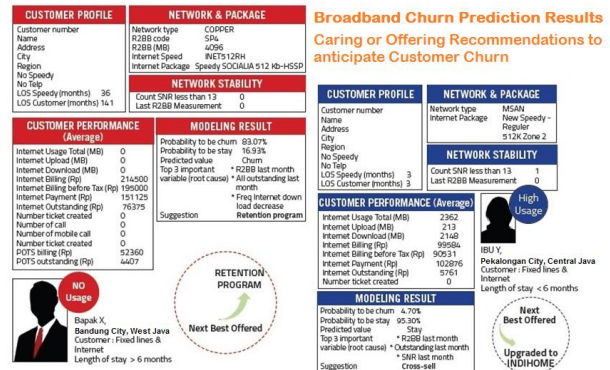 Broadband Churn Prediction Results
Caring or Offering Recommendations to
anticipate Customer Churn
CUSTOMER PROFILE
Customer number
Name
Address
City
Region
No Speedy
No Telp
LOS Speedy (months) 36
LOS Customer (months) 141
NETWORK & PACKAGE
Network type COPPER
R2BB code SP4
R2BB (MB) 4096
Internet Speed INET512RH
Internet Package Speedy SOCIALIA 512 Kb-HSSP
NETWORK STABILITY
Count SNR less than 13 0
Last R2BB Measurement 0
CUSTOMER PERFORMANCE
(Average)
Internet Usage Total (MB) 0
Internet Upload (MB) 0
Internet Download (MB) 0
Internet Billing (Rp) 214500
Internet Billing before Tax (Rp) 195000
Internet Payment (Rp) 151125
Internet Outstanding (Rp) 76375
Number ticket created 0
Number of call 0
Number of mobile call 0
Number ticket created 0
POTS billing (Rp) 52360
POTS outstanding (Rp) 4407
MODELING RESULT
Probability to be churn 83.07%
Probability to be stay 16.93%
Predicted value Churn
Top 3 important * R2BB last month
variable (root cause) * All outstanding last
month
* Freq Internet down
load decrease
Suggestion Retention program
NO
Usage
Bapak X,
Bandung City, West Java
Customer : Fixed lines &
Internet
Length of stay > 6 months
RETENTION
PROGRAM
Next Best Offered
CUSTOMER PROFILE
Customer number
Name
Address
City
Region
No Speedy
No Telp
LOS Speedy (months) 3
LOS Customer (months) 3
NETWORK & PACKAGE
Network type MSAN
Internet Package New Speedy -
Reguler
512K Zone 2
NETWORK STABILITY
Count SNR less than 13 1
Last R2BB Measurement 0
CUSTOMER PERFORMANCE (Average)
Internet Usage Total (MB) 2362
Internet Upload (MB) 213
Internet Download (MB) 2148
Internet Billing (Rp) 99584
Internet Billing before Tax (Rp) 90531
Internet Payment (Rp) 102876
Internet Outstanding (Rp) 5761
Number ticket created 0
MODELING RESULT
Probability to be churn 4.70%
Probability to be stay 95.30%
Predicted value Stay
Top 3 important * R2BB last month
variable (root cause) * Outstanding last month
* SNR last month
Suggestion Cross-sell
High
Usage
IBU Y,
Pekalongan City, Central Java
Customer : Fixed lines &
Internet
Length of stay < 6 months
Next
Best Offered
Upgraded to
INDIHOME